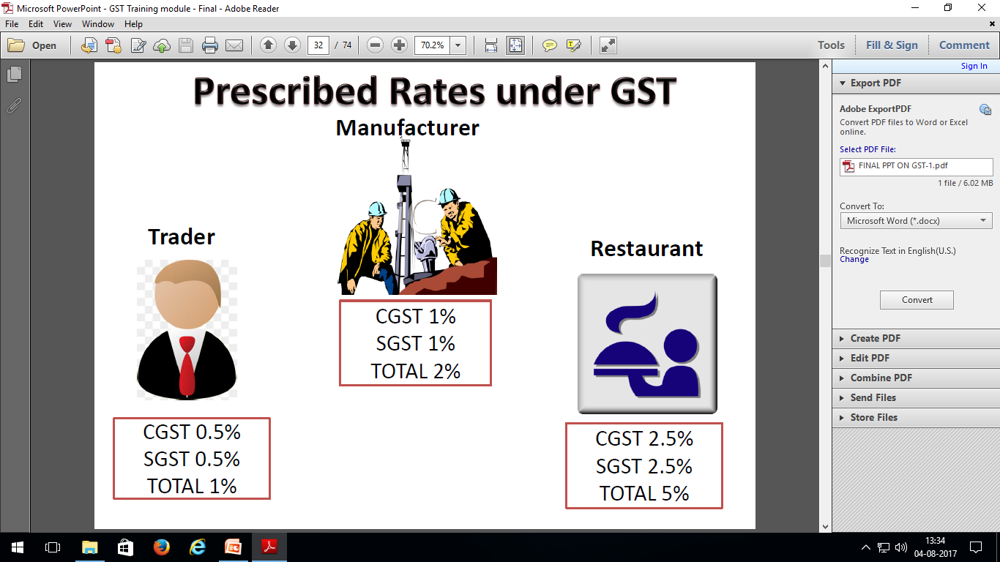 Microsoft PowerPoint - GST Training module - Final - Adobe Reader
File Edit View Window Help
Open
32 / 74
70.2%
Tools Fill & Sign Comment
Prescribed Rates under GST
Manufacturer
CGST 1%
SGST 1%
TOTAL 2%
Trader
CGST 0.5%
SGST 0.5%
TOTAL 1%
Restaurant
CGST 2.5%
SGST 2.5%
TOTAL 5%
Sign In
Export PDF
Adobe ExportPDF
Convert PDF files to Word or Excel
online.
Select PDF File:
FINAL PPT ON GST-1.pdf
1 file / 6.02 MB
Convert To:
Microsoft Word (*.docx)
Recognize Text in English(U.S.)
Change
Convert
Create PDF
Edit PDF
Combine PDF
Send Files
Store Files
13:34
04-08-2017